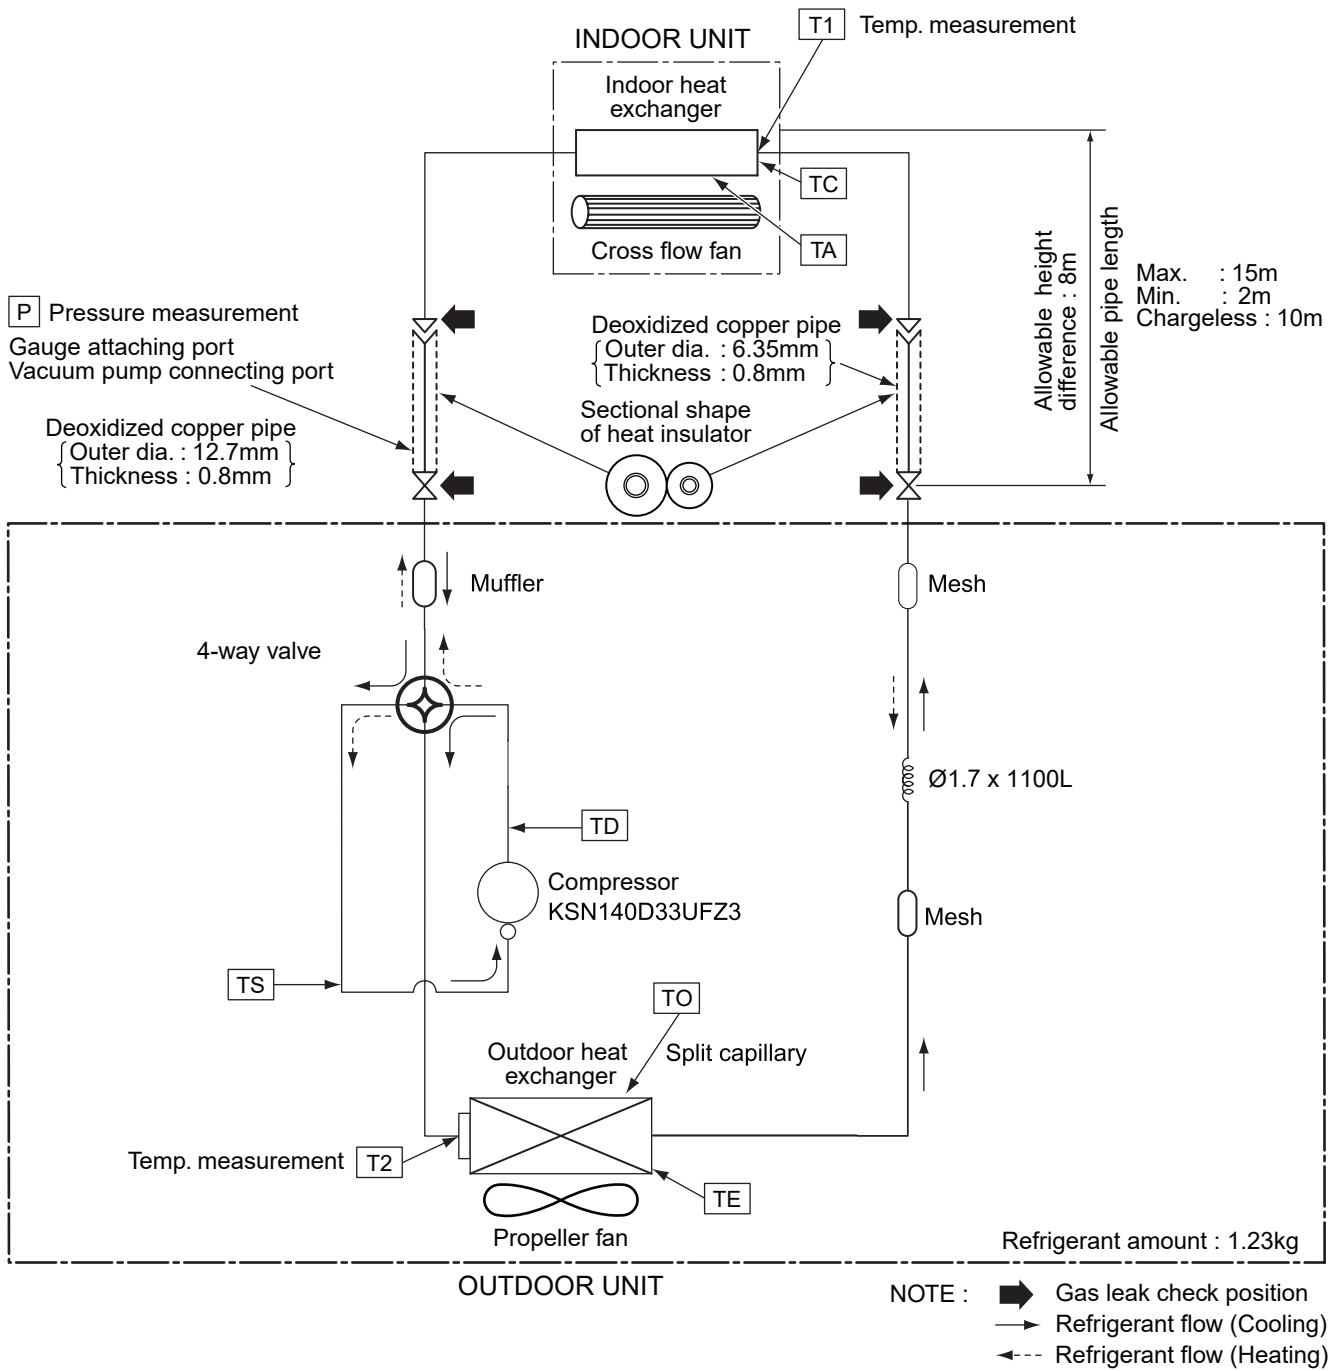 T1 Temp. measurement
INDOOR UNIT
Indoor heat
exchanger
TC
TA
Cross flow fan
Allowable height
difference : 8m
Allowable pipe length
Max. : 15m
Min. : 2m
Chargeless : 10m
P Pressure measurement
Gauge attaching port
Vacuum pump connecting port
Deoxidized copper pipe
Outer dia. : 12.7mm
Thickness : 0.8mm
Deoxidized copper pipe
Outer dia. : 6.35mm
Thickness : 0.8mm
Sectional shape
of heat insulator
Muffler
Mesh
4-way valve
Ø1.7 x 1100L
TD
Compressor
KSN140D33UFZ3
Mesh
TS
TO
Outdoor heat
exchanger
Split capillary
Temp. measurement T2
TE
Propeller fan
Refrigerant amount : 1.23kg
OUTDOOR UNIT
NOTE : Gas leak check position
Refrigerant flow (Cooling)
Refrigerant flow (Heating)